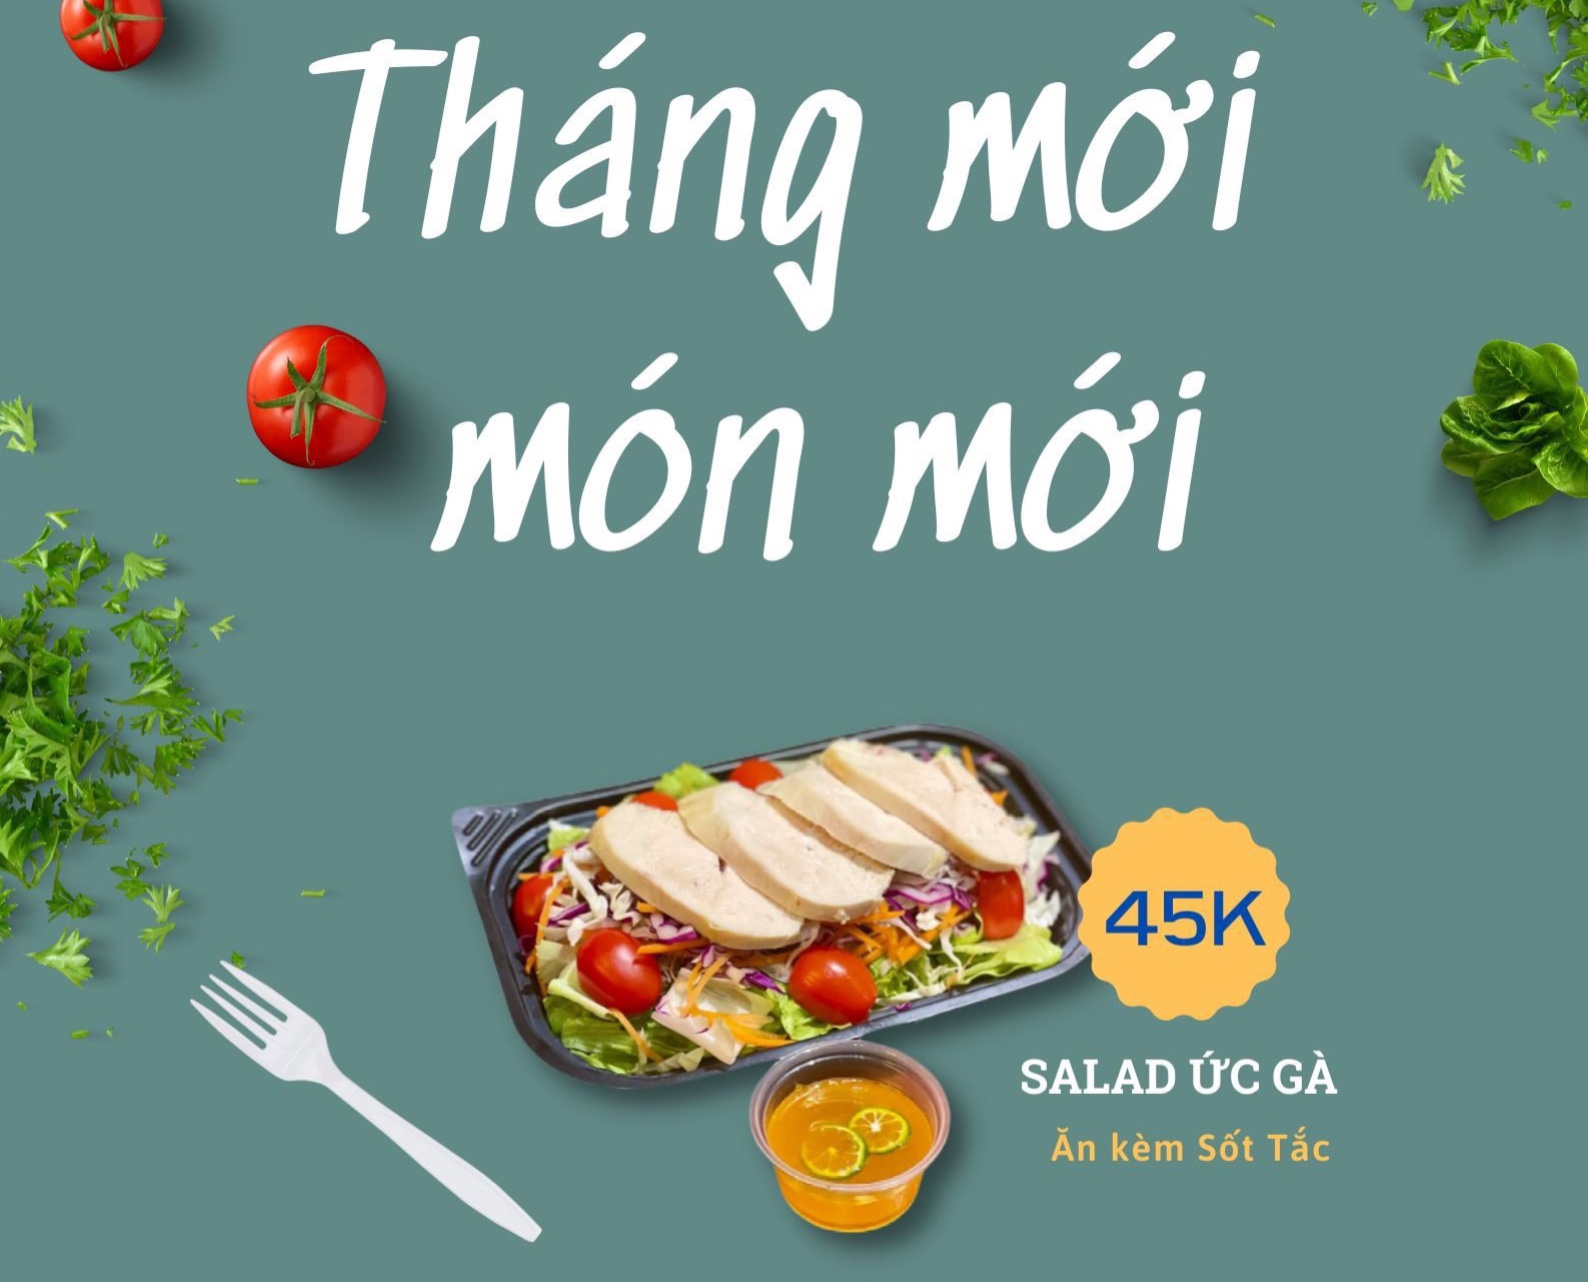 Tháng mới
món mới
45K
SALAD ỨC GÀ
Ăn kèm Sốt Tắc